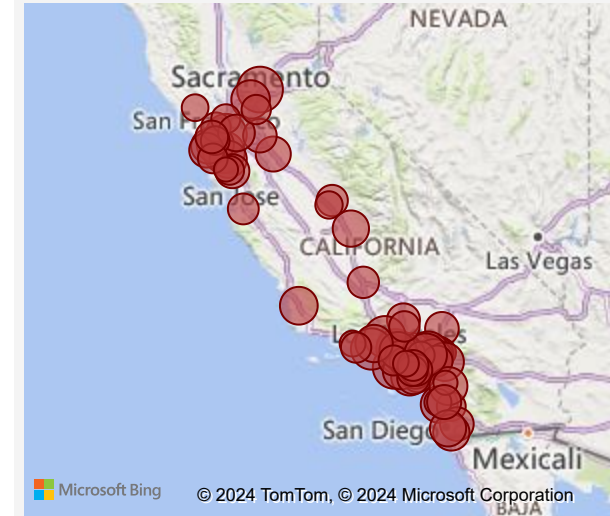 NEVADA
Sacramento
San F
o
San Jose
CALIFORNIA
Las Vegas
L
les
San Diego
Mexicali
BAJA
Microsoft Bing
© 2024 TomTom, © 2024 Microsoft Corporation